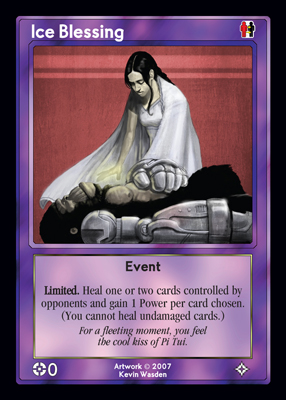 Ice Blessing
Event
Limited. Heal one or two cards controlled by
opponents and gain 1 Power per card chosen.
(You cannot heal undamaged cards.)
For a fleeting moment, you feel
the cool kiss of Pi Tui.
0
Artwork © 2007
Kevin Wasden